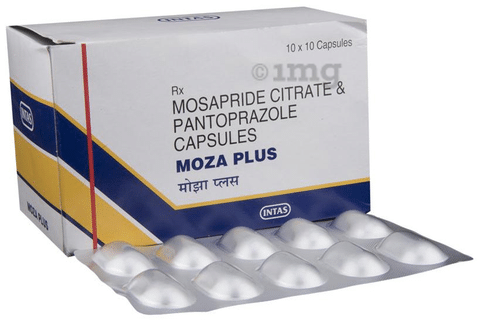 10 x 10 Capsules
©1mg
Rx
MOSAPRIDE CITRATE &
PANTOPRAZOLE
CAPSULES
MOZA PLUS
मोझा प्लस
INTAS
INTAS
MOZA PLUS